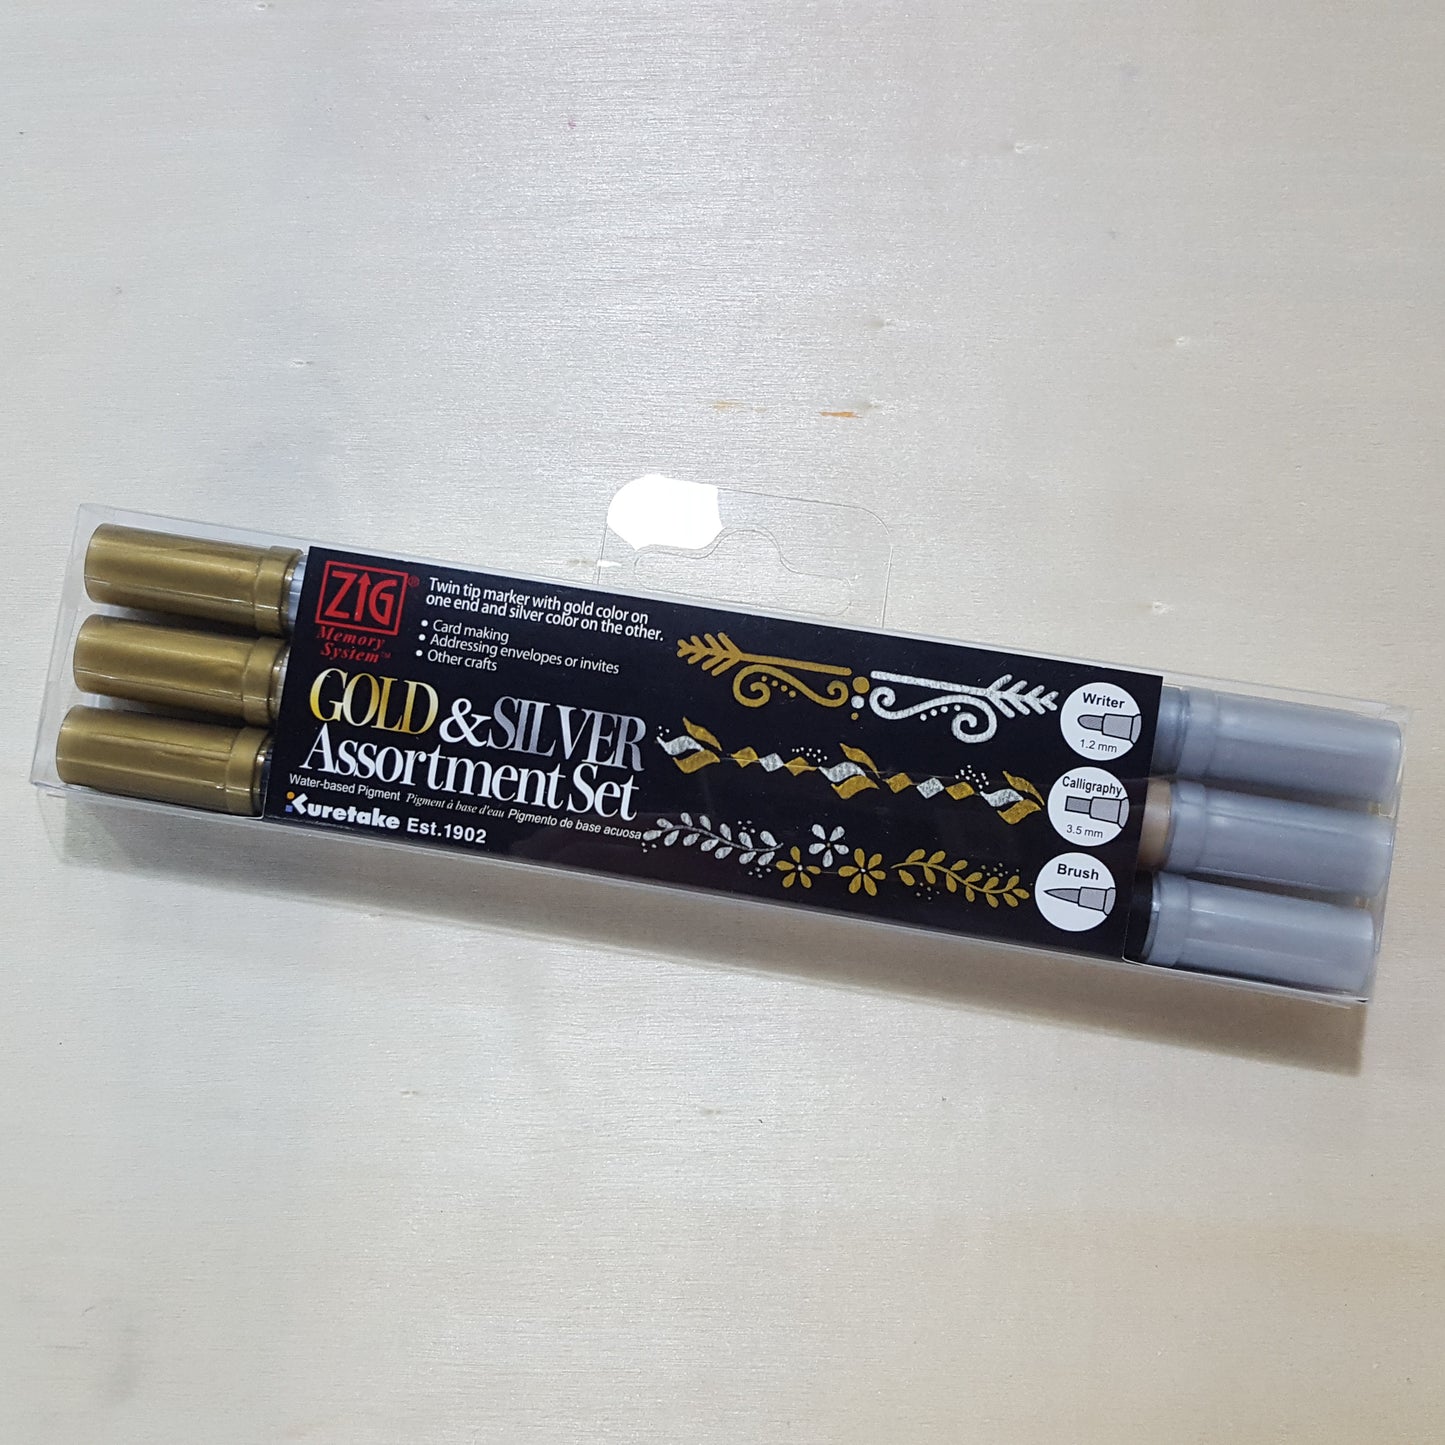 ZIG®
Memory
System™
Twin tip marker with gold color on
one end and silver color on the other.
• Card making
• Addressing envelopes or invites
• Other crafts
GOLD & SILVER
Assortment Set
Water-based Pigment Pigment à base d'eau Pigmento de base acuosa
Kuretake Est.1902
Writer
1.2 mm
Calligraphy
3.5 mm
Brush